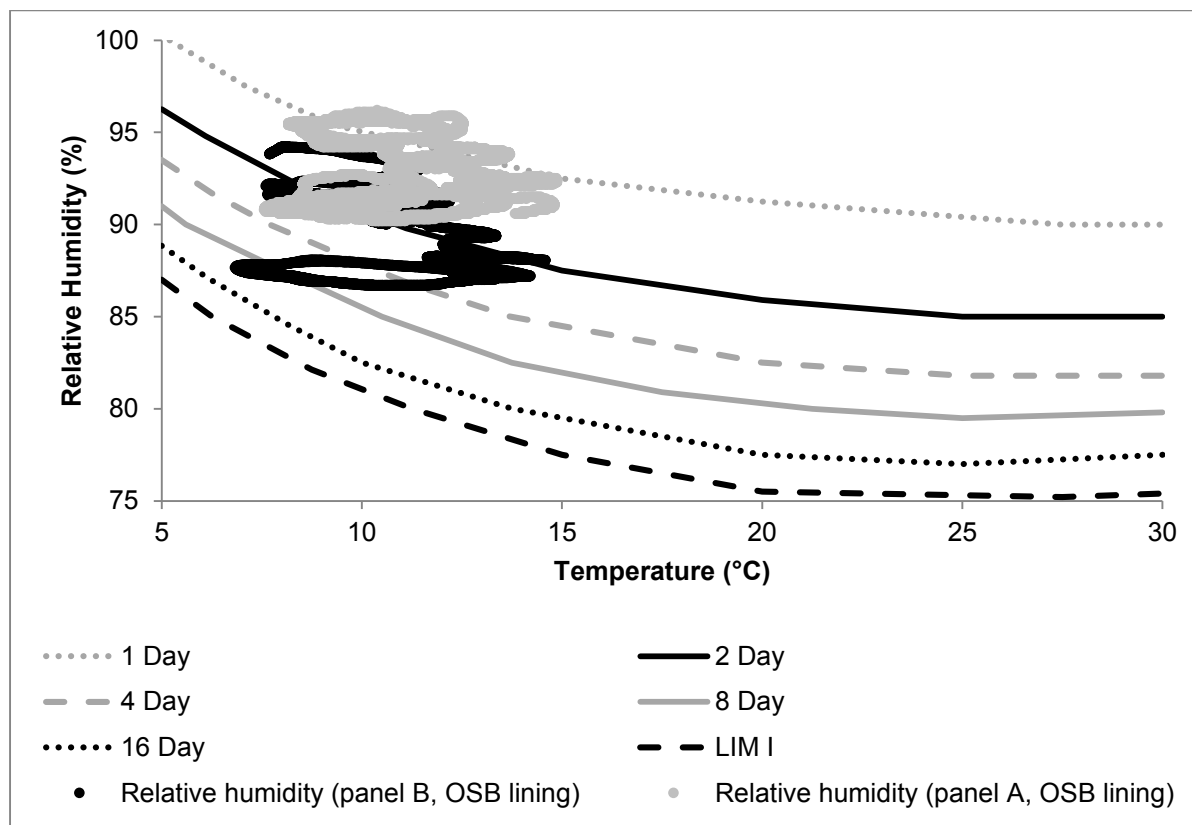 100
95
90
85
80
75
Relative Humidity (%)
5 10 15 20 25 30
Temperature (°C)
1 Day 2 Day
4 Day 8 Day
16 Day LIM I
Relative humidity (panel B, OSB lining) Relative humidity (panel A, OSB lining)